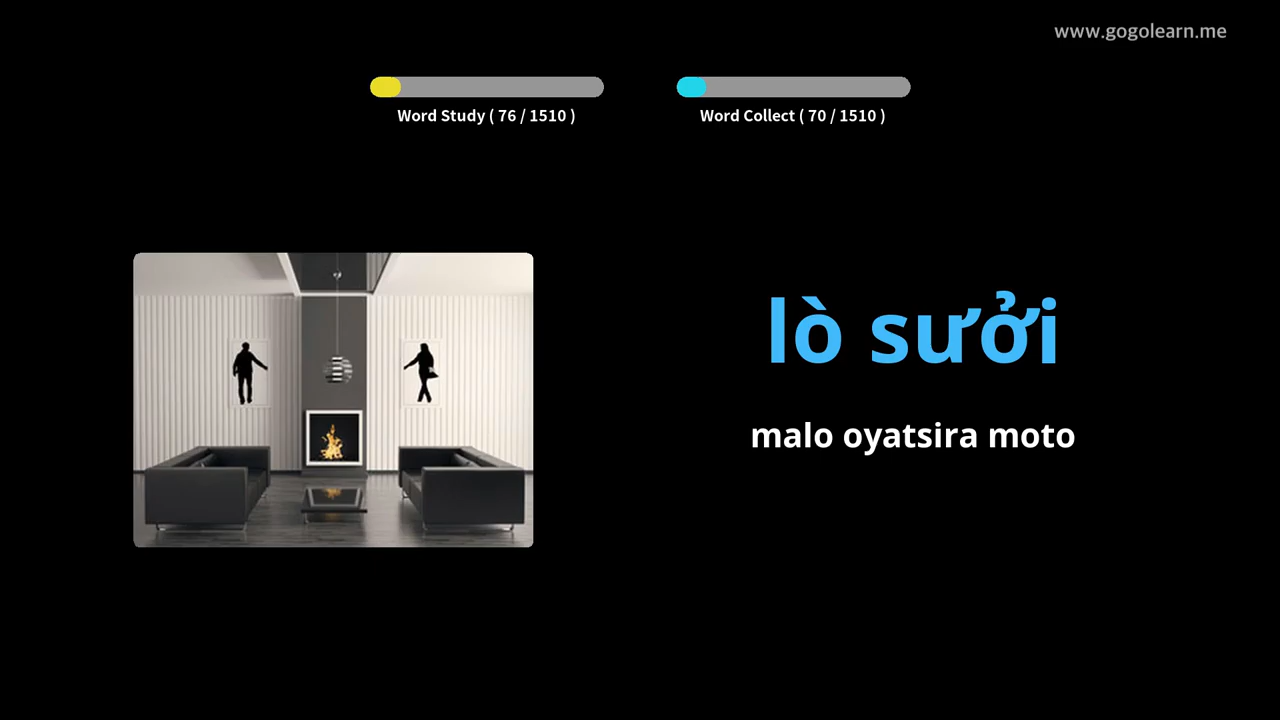 www.gogolearn.me
Word Study ( 76 / 1510 )
Word Collect ( 70 / 1510 )
lò sưởi
malo oyatsira moto